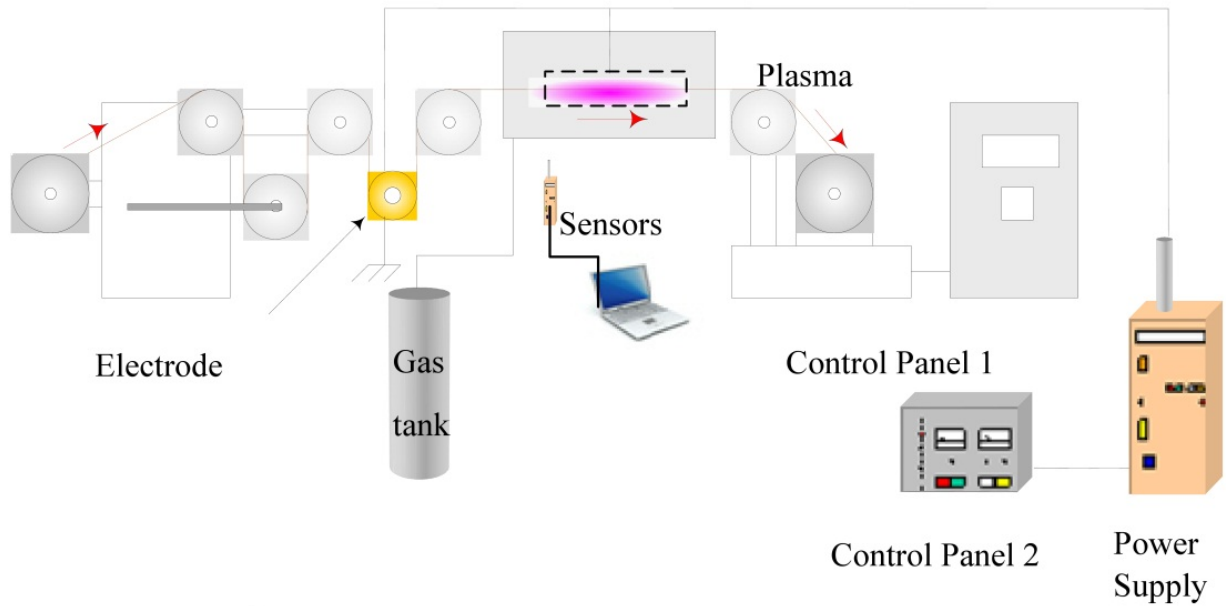 Plasma
Sensors
Electrode
Gas
tank
Control Panel 1
Control Panel 2
Power
Supply